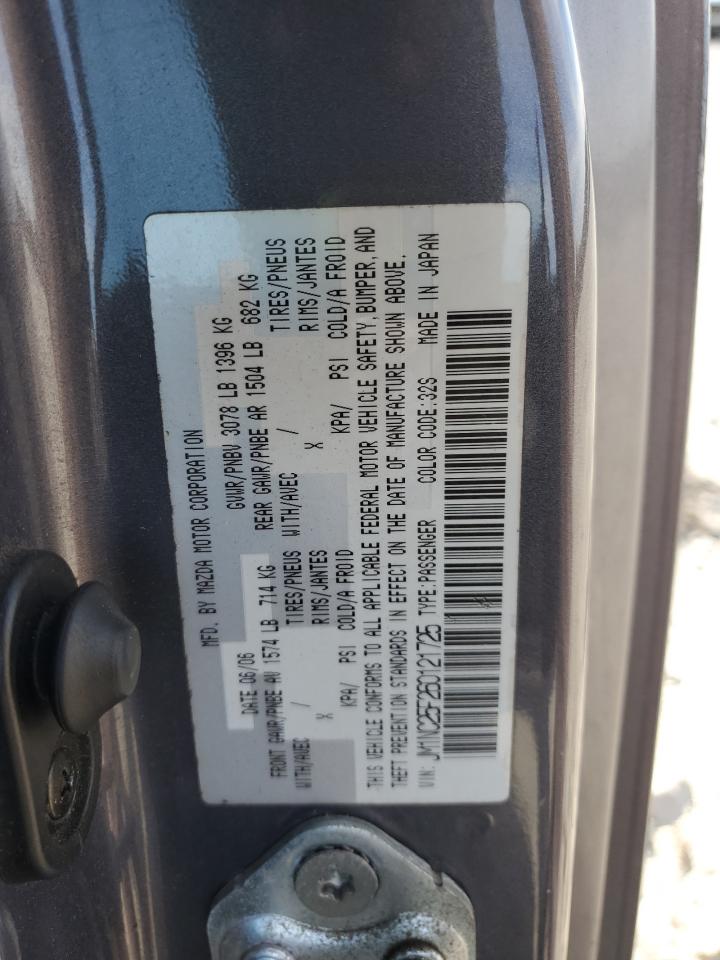 MFD. BY MAZDA MOTOR CORPORATION
DATE 06/06 GVWR/PNBV 3078 LB 1396 KG
FRONT GAWR/PNBE AV 1574 LB 714 KG REAR GAWR/PNBE AR 1504 LB 682 KG
WITH/AVEC / TIRES/PNEUS WITH/AVEC / TIRES/PNEUS
X RIMS/JANTES X RIMS/JANTES
KPA/ PSI COLD/A FROID KPA/ PSI COLD/A FROID
THIS VEHICLE CONFORMS TO ALL APPLICABLE FEDERAL MOTOR VEHICLE SAFETY, BUMPER, AND
THEFT PREVENTION STANDARDS IN EFFECT ON THE DATE OF MANUFACTURE SHOWN ABOVE.
VIN: JM1NC25F260121725 TYPE:PASSENGER COLOR CODE:32S MADE IN JAPAN